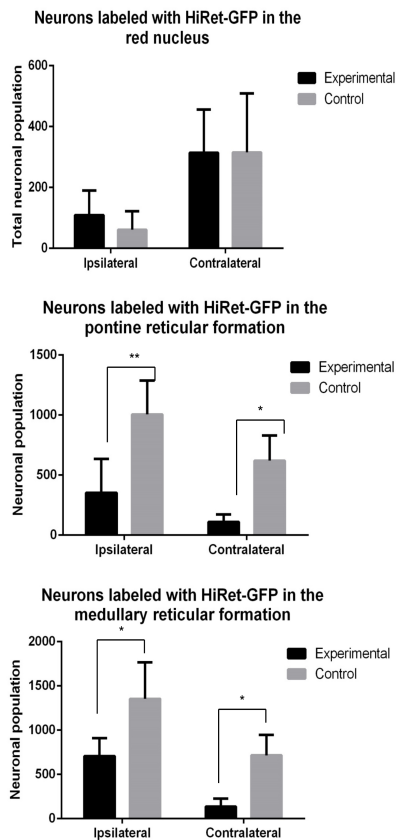 Neurons labeled with HiRet-GFP in the
red nucleus
Experimental
Control
Total neuronal population
600
400
200
0
Ipsilateral
Contralateral
Neurons labeled with HiRet-GFP in the
pontine reticular formation
Experimental
Control
Neuronal population
1500
1000
500
0
**
*
Ipsilateral
Contralateral
Neurons labeled with HiRet-GFP in the
medullary reticular formation
Experimental
Control
Neuronal population
2000
1500
1000
500
0
*
*
Ipsilateral
Contralateral